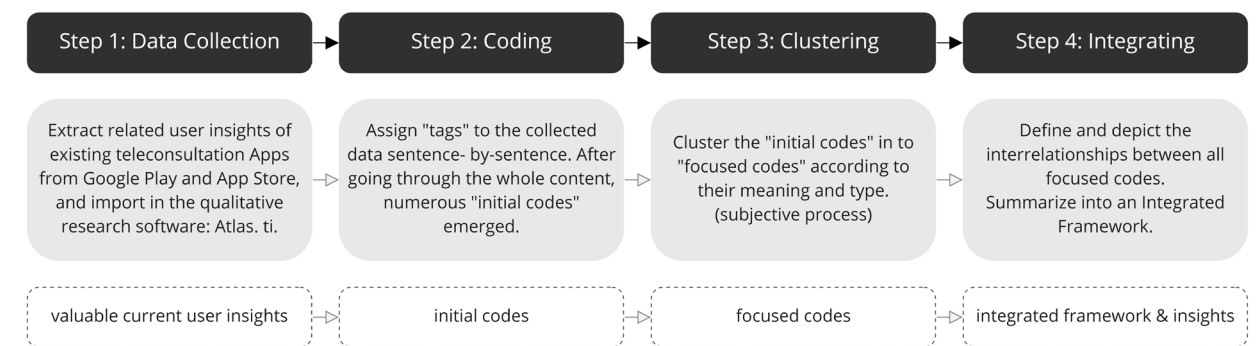 Step 1: Data Collection
Step 2: Coding
Step 3: Clustering
Step 4: Integrating
Extract related user insights of
existing teleconsultation Apps
from Google Play and App Store,
and import in the qualitative
research software: Atlas. ti.
Assign "tags" to the collected
data sentence- by-sentence. After
going through the whole content,
numerous "initial codes"
emerged.
Cluster the "initial codes" in to
"focused codes" according to
their meaning and type.
(subjective process)
Define and depict the
interrelationships between all
focused codes.
Summarize into an Integrated
Framework.
valuable current user insights
initial codes
focused codes
integrated framework & insights